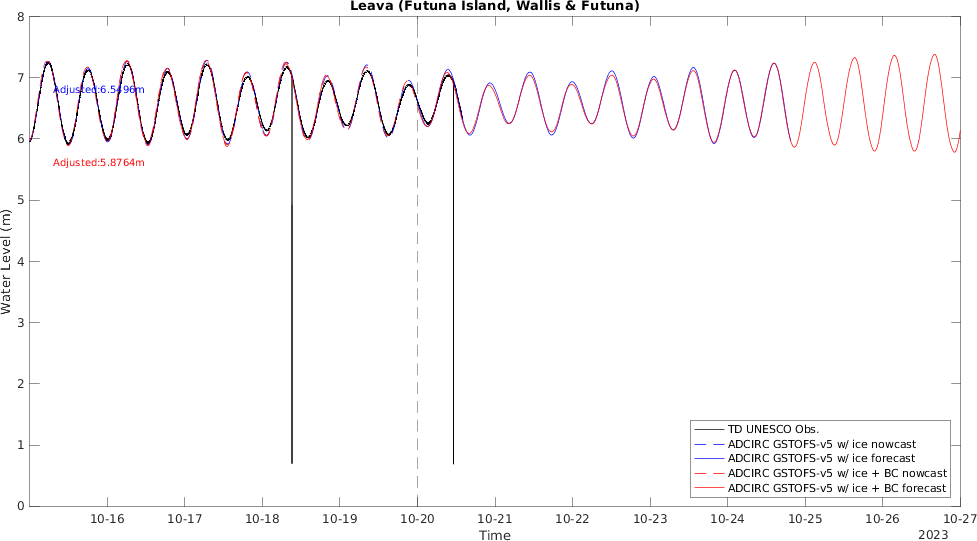 Leava (Futuna Island, Wallis & Futuna)
8
7
6
5
4
3
2
1
0
Water Level (m)
Adjusted:6.5496m
Adjusted:5.8764m
TD UNESCO Obs.
ADCIRC GSTOFS-v5 w/ ice nowcast
ADCIRC GSTOFS-v5 w/ ice forecast
ADCIRC GSTOFS-v5 w/ ice + BC nowcast
ADCIRC GSTOFS-v5 w/ ice + BC forecast
10-16 10-17 10-18 10-19 10-20 10-21 10-22 10-23 10-24 10-25 10-26 10-27
Time
2023